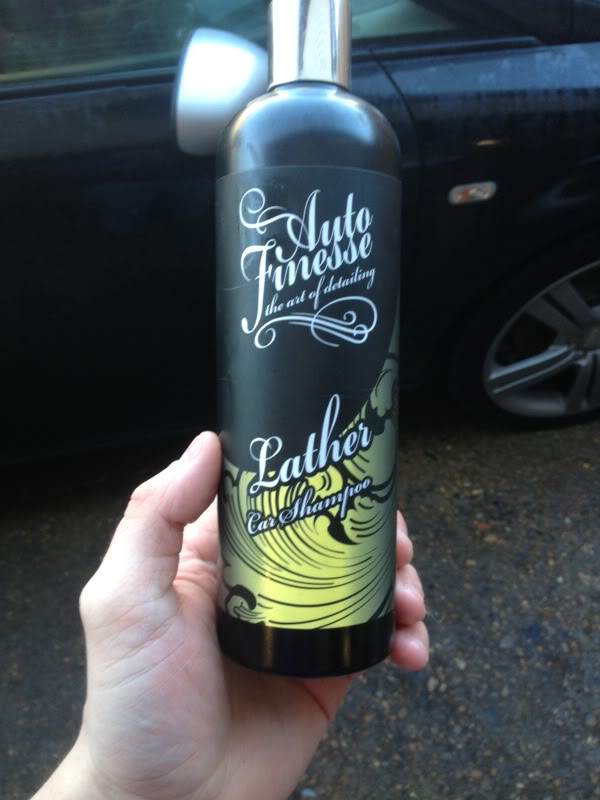 Auto
Finesse
the art of detailing
Lather
Car Shampoo